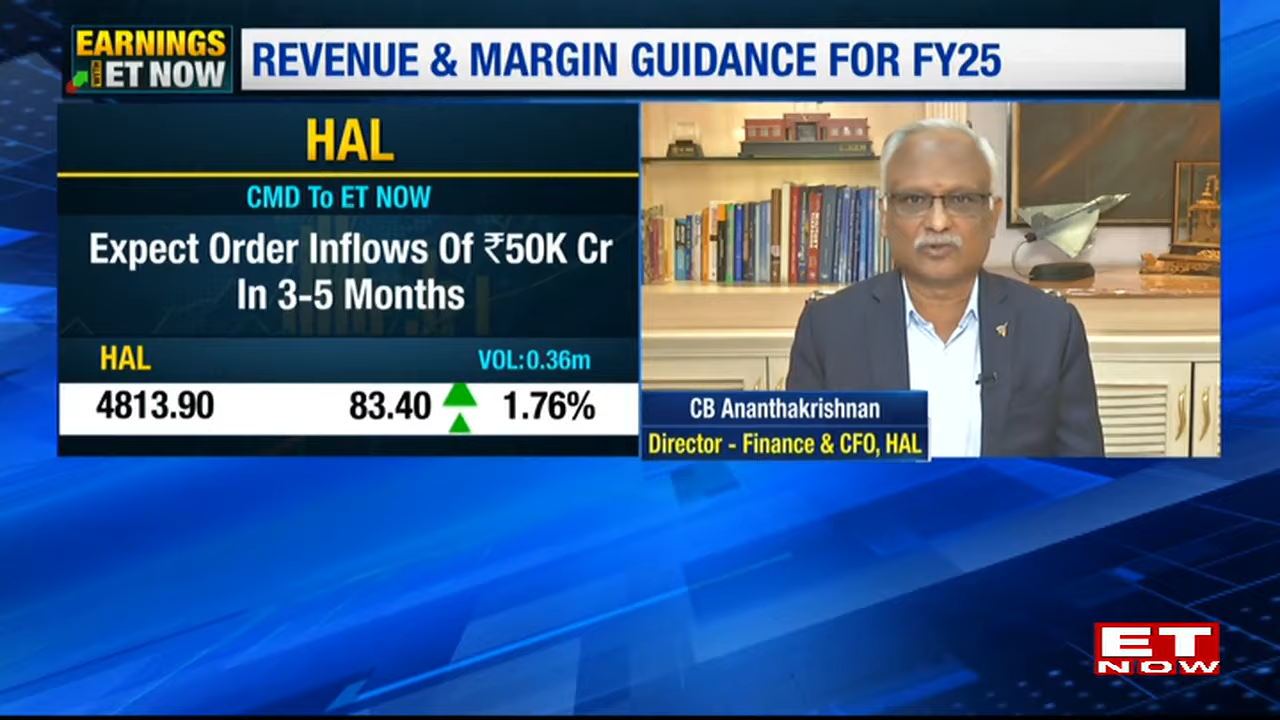 EARNINGS
WITH
ET NOW
REVENUE & MARGIN GUIDANCE FOR FY25
HAL
CMD To ET NOW
Expect Order Inflows Of ₹50K Cr
In 3-5 Months
HAL
VOL:0.36m
4813.90
83.40
1.76%
CB Ananthakrishnan
Director - Finance & CFO, HAL
ET
NOW